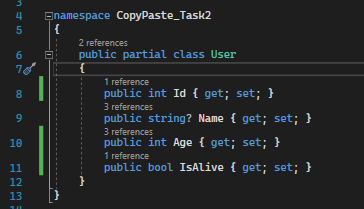 3
4 namespace CopyPaste_Task2
5 {
2 references
6 public partial class User
7 {
1 reference
8 public int Id { get; set; }
3 references
9 public string? Name { get; set; }
3 references
10 public int Age { get; set; }
1 reference
11 public bool IsAlive { get; set; }
12 }
13 }
14